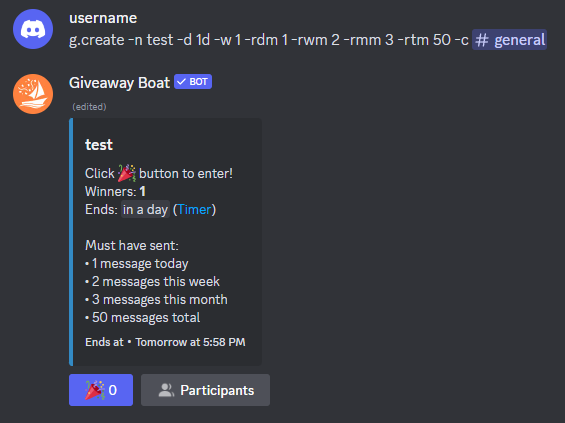 username
g.create -n test -d 1d -w 1 -rdm 1 -rwm 2 -rmm 3 -rtm 50 -c # general
Giveaway Boat ✓ BOT
(edited)
test
Click 🎉 button to enter!
Winners: 1
Ends: in a day (Timer)
Must have sent:
• 1 message today
• 2 messages this week
• 3 messages this month
• 50 messages total
Ends at • Tomorrow at 5:58 PM
🎉 0
Participants